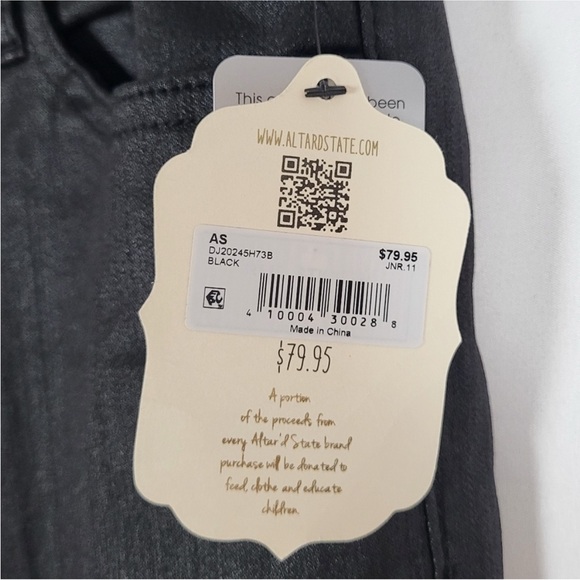 This been
WWW.ALTARDSTATE.COM
AS $79.95
DJ20245H73B JNR.11
BLACK
4 10004 30028 8
Made in China
$79.95
A portion
of the proceeds from
every Altar'd State brand
purchase will be donated to
feed, clothe and educate
children.